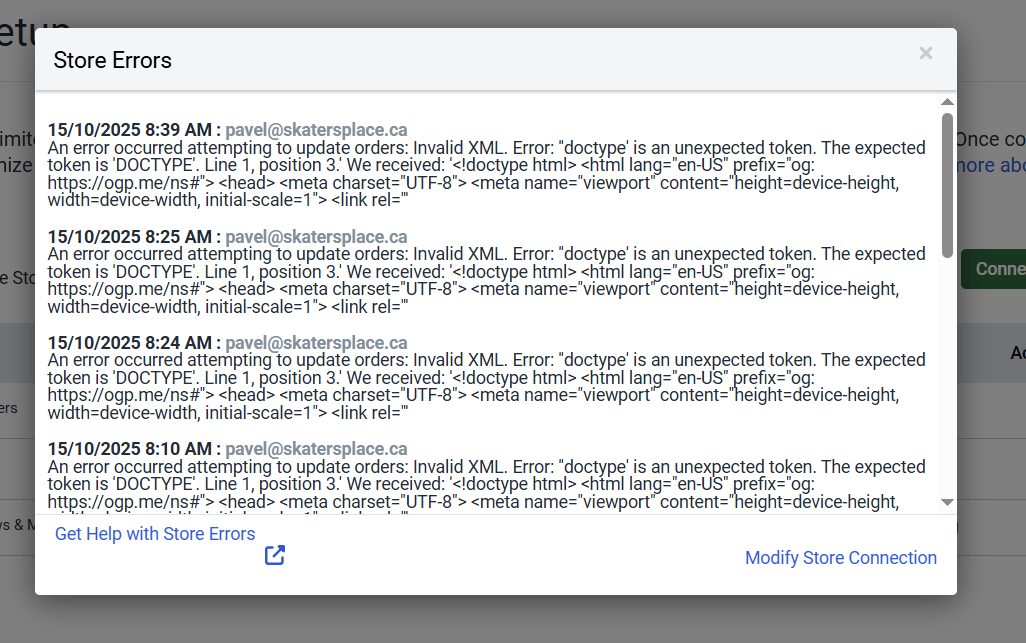 Store Errors
×
15/10/2025 8:39 AM : pavel@skatersplace.ca
An error occurred attempting to update orders: Invalid XML. Error: "doctype' is an unexpected token. The expected
token is 'DOCTYPE'. Line 1, position 3.' We received: '<!doctype html> <html lang="en-US" prefix="og:
https://ogp.me/ns#"> <head> <meta charset="UTF-8"> <meta name="viewport" content="height=device-height,
width=device-width, initial-scale=1"> <link rel="'
15/10/2025 8:25 AM : pavel@skatersplace.ca
An error occurred attempting to update orders: Invalid XML. Error: "doctype' is an unexpected token. The expected
token is 'DOCTYPE'. Line 1, position 3.' We received: '<!doctype html> <html lang="en-US" prefix="og:
https://ogp.me/ns#"> <head> <meta charset="UTF-8"> <meta name="viewport" content="height=device-height,
width=device-width, initial-scale=1"> <link rel="'
15/10/2025 8:24 AM : pavel@skatersplace.ca
An error occurred attempting to update orders: Invalid XML. Error: "doctype' is an unexpected token. The expected
token is 'DOCTYPE'. Line 1, position 3.' We received: '<!doctype html> <html lang="en-US" prefix="og:
https://ogp.me/ns#"> <head> <meta charset="UTF-8"> <meta name="viewport" content="height=device-height,
width=device-width, initial-scale=1"> <link rel="'
15/10/2025 8:10 AM : pavel@skatersplace.ca
An error occurred attempting to update orders: Invalid XML. Error: "doctype' is an unexpected token. The expected
token is 'DOCTYPE'. Line 1, position 3.' We received: '<!doctype html> <html lang="en-US" prefix="og:
https://ogp.me/ns#"> <head> <meta charset="UTF-8"> <meta name="viewport" content="height=device-height,
Get Help with Store Errors
Modify Store Connection
Once co
more abo
Conne